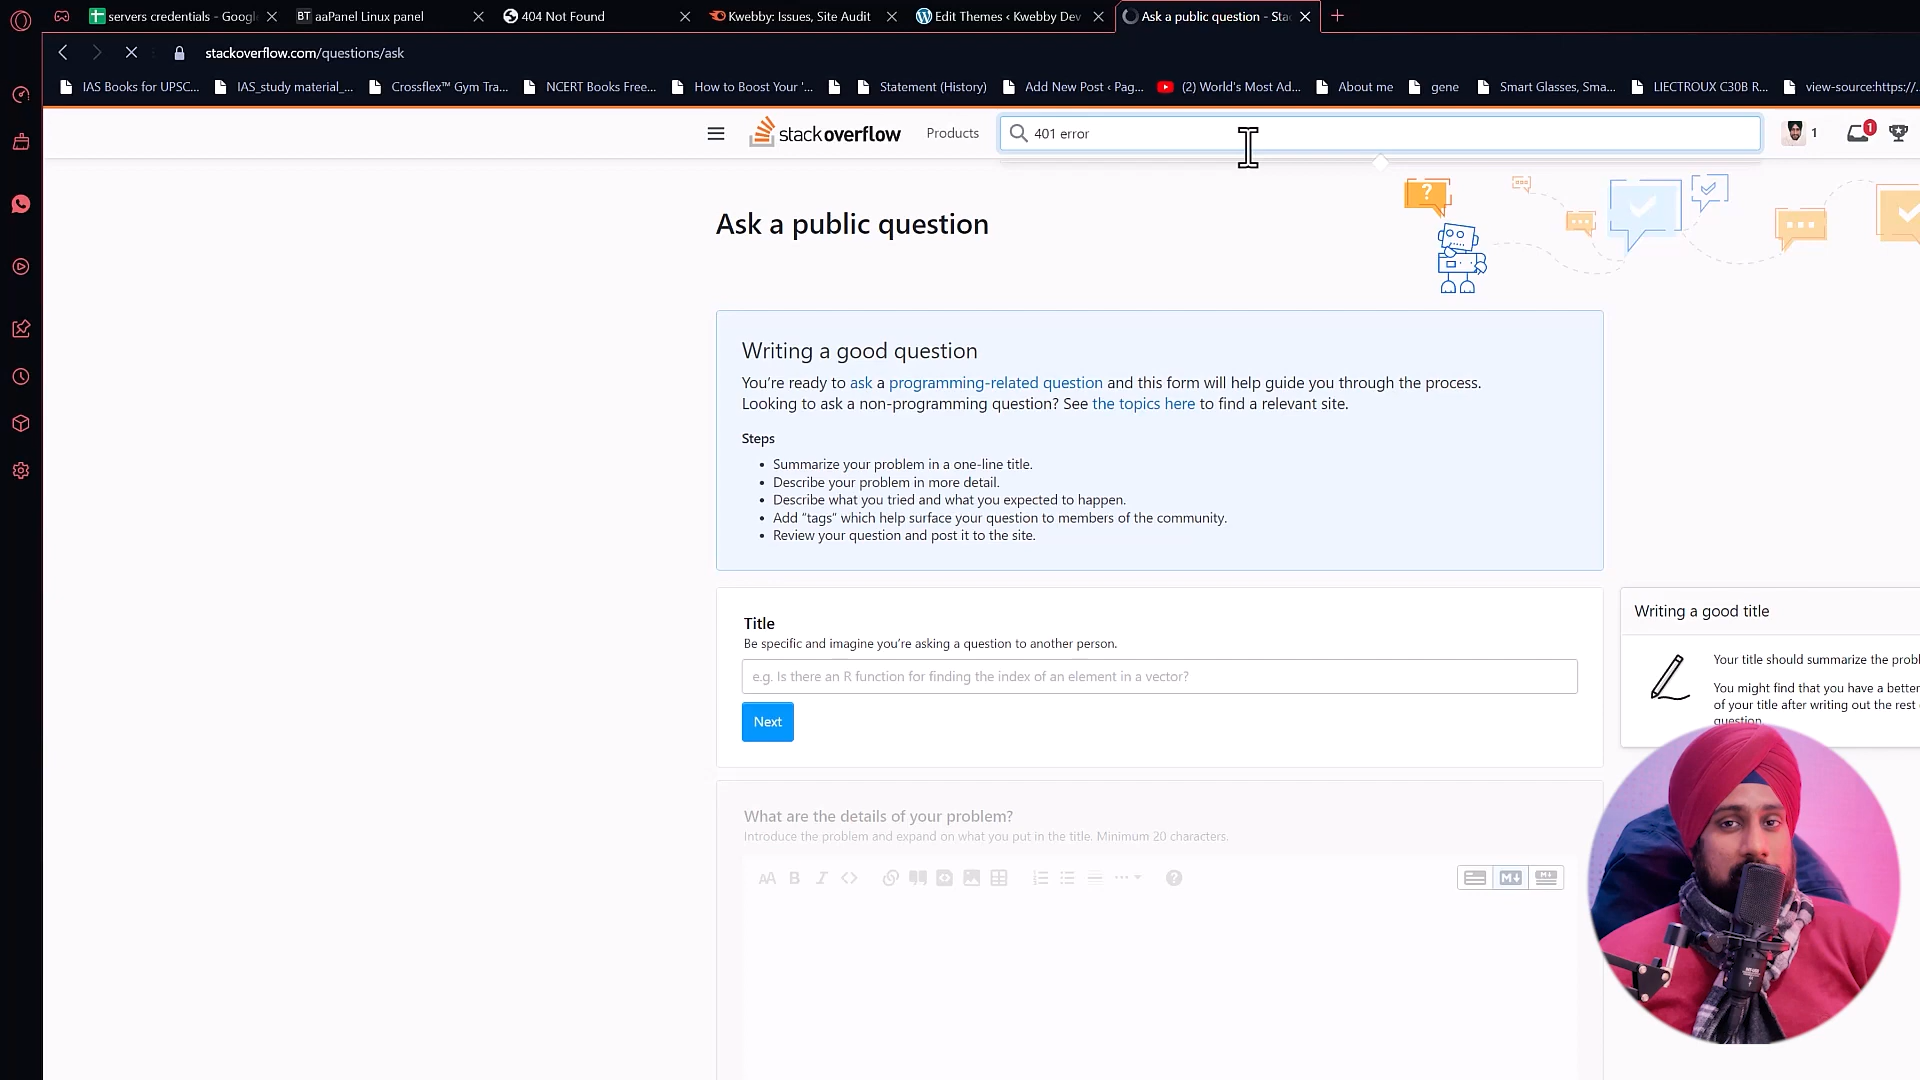 servers credentials - Google
aaPanel Linux panel
404 Not Found
Kwebby: Issues, Site Audit
Edit Themes ‹ Kwebby Dev
Ask a public question - Sta
stackoverflow.com/questions/ask
IAS Books for UPSC...
IAS_study material_...
Crossflex™ Gym Tra...
NCERT Books Free...
How to Boost Your '...
Statement (History)
Add New Post ‹ Pag...
(2) World's Most Ad...
About me
gene
Smart Glasses, Sma...
LIECTROUX C30B R...
view-source:https://...
stackoverflow
Products
401 error
1
1
Ask a public question
Writing a good question
You're ready to ask a programming-related question and this form will help guide you through the process.
Looking to ask a non-programming question? See the topics here to find a relevant site.
Steps
• Summarize your problem in a one-line title.
• Describe your problem in more detail.
• Describe what you tried and what you expected to happen.
• Add “tags” which help surface your question to members of the community.
• Review your question and post it to the site.
Title
Be specific and imagine you’re asking a question to another person.
e.g. Is there an R function for finding the index of an element in a vector?
Next
Writing a good title
Your title should summarize the probl
You might find that you have a better
of your title after writing out the rest
question
What are the details of your problem?
Introduce the problem and expand on what you put in the title. Minimum 20 characters.